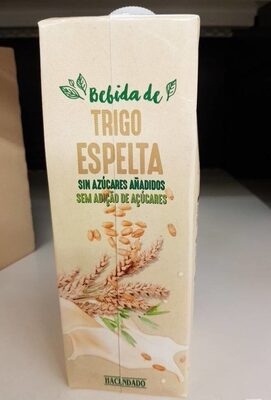 Bebida de
TRIGO
ESPELTA
SIN AZÚCARES AÑADIDOS
SEM ADIÇÃO DE AÇÚCARES
HACENDADO